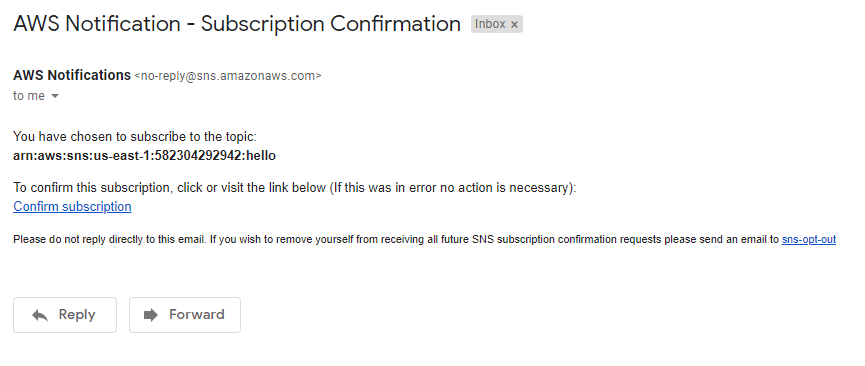 AWS Notification - Subscription Confirmation Inbox x
AWS Notifications <no-reply@sns.amazonaws.com>
to me
You have chosen to subscribe to the topic:
arn:aws:sns:us-east-1:582304292942:hello
To confirm this subscription, click or visit the link below (If this was in error no action is necessary):
Confirm subscription
Please do not reply directly to this email. If you wish to remove yourself from receiving all future SNS subscription confirmation requests please send an email to sns-opt-out
Reply Forward